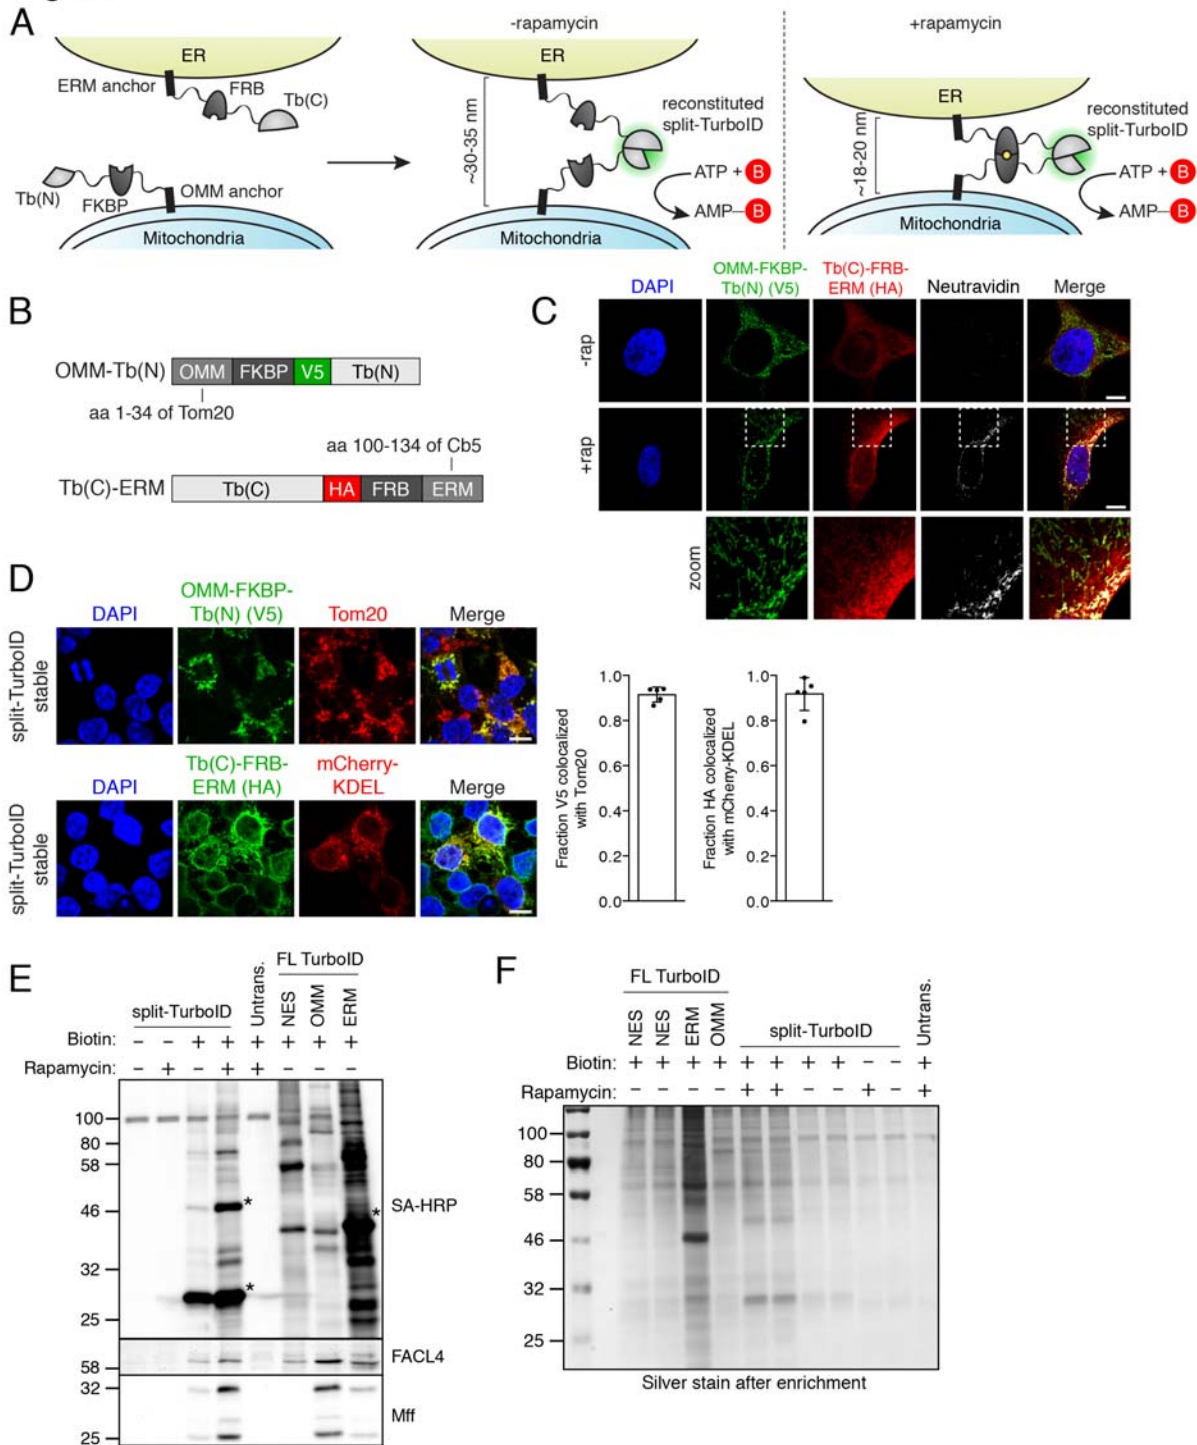 A
-rapamycin
+rapamycin
ER
ERM anchor
FRB
Tb(C)
Tb(N)
FKBP
OMM anchor
Mitochondria
~30-35 nm
reconstituted
split-TurboID
ATP + B
AMP–B
Mitochondria
ER
~18-20 nm
reconstituted
split-TurboID
ATP + B
AMP–B
Mitochondria
B
OMM-Tb(N)
OMM FKBP V5 Tb(N)
aa 1-34 of Tom20
aa 100-134 of Cb5
Tb(C)-ERM
Tb(C) HA FRB ERM
C
DAPI
OMM-FKBP-
Tb(N) (V5)
Tb(C)-FRB-
ERM (HA)
Neutravidin
Merge
-rap
+rap
zoom
D
DAPI
OMM-FKBP-
Tb(N) (V5)
Tom20
Merge
split-TurboID
stable
DAPI
Tb(C)-FRB-
ERM (HA)
mCherry-
KDEL
Merge
split-TurboID
stable
Fraction V5 colocalized
with Tom20
1.0
0.8
0.6
0.4
0.2
0.0
Fraction HA colocalized
with mCherry-KDEL
1.0
0.8
0.6
0.4
0.2
0.0
E
split-TurboID
Untrans.
FL TurboID
NES
OMM
ERM
Biotin: – – + + + + + +
Rapamycin: – + – + + – – –
100
80
58
46
32
25
*
*
*
SA-HRP
58
FACL4
32
25
Mff
F
FL TurboID
NES
NES
ERM
OMM
split-TurboID
Untrans.
Biotin: + + + + + + + + – – +
Rapamycin: – – – – + + – – + – +
100
80
58
46
32
25
Silver stain after enrichment